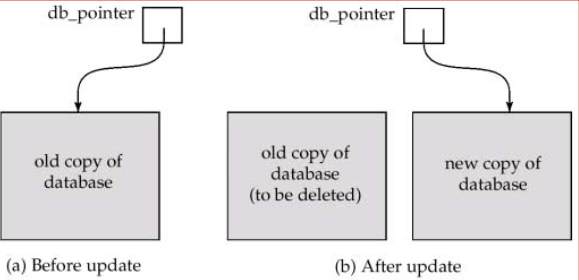 db_pointer
old copy of
database
(a) Before update
db_pointer
old copy of
database
(to be deleted)
new copy of
database
(b) After update